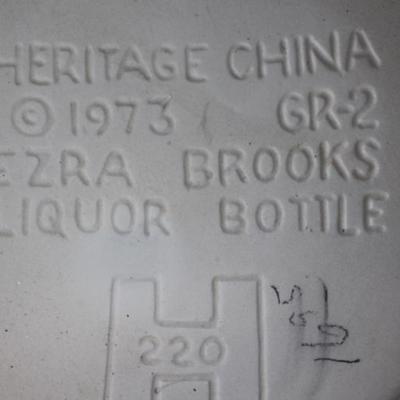 HERITAGE CHINA
© 1973 GR-2
EZRA BROOKS
LIQUOR BOTTLE
H
220